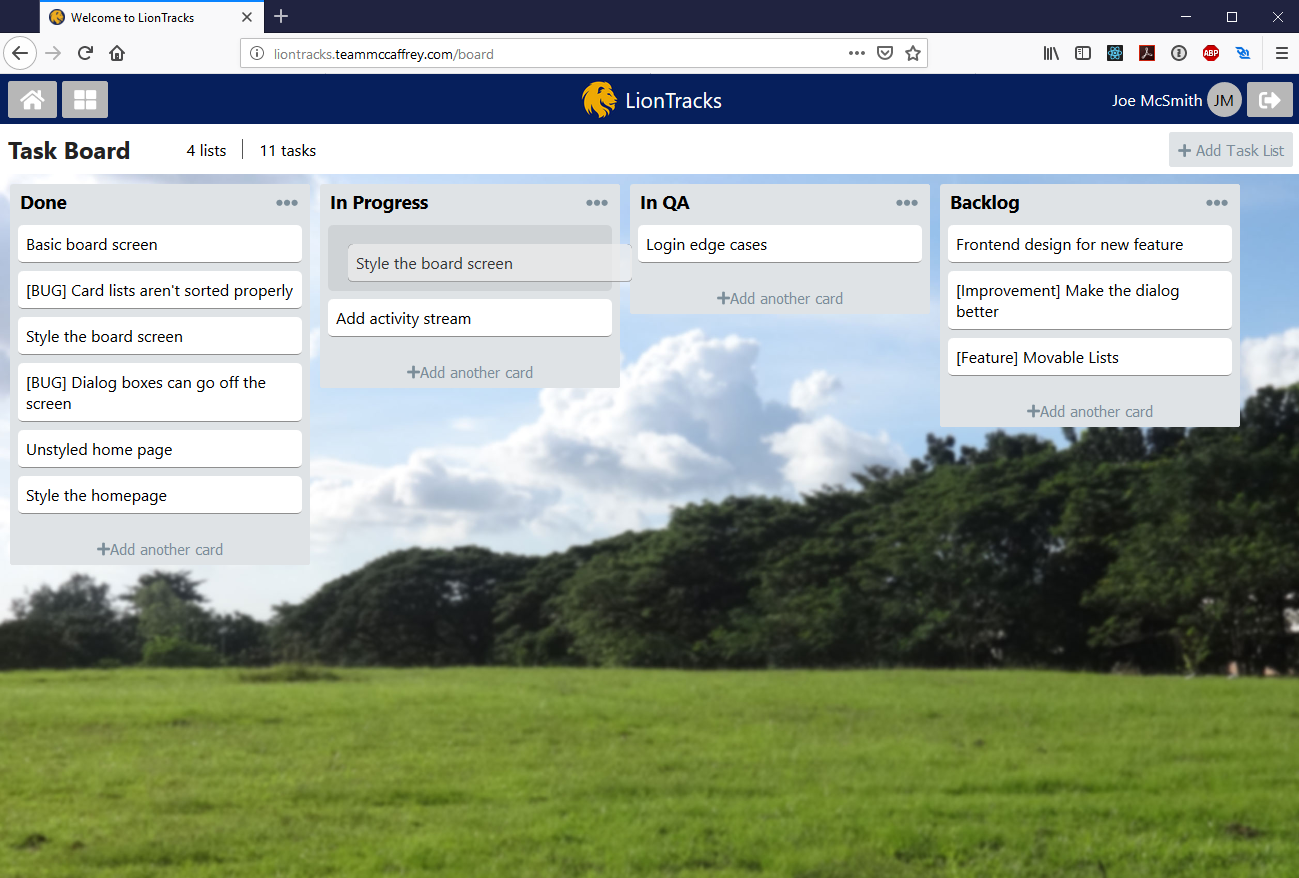 Welcome to LionTracks
liontracks.teammccaffrey.com/board
ABP
LionTracks
Joe McSmith JM
Task Board 4 lists 11 tasks
Add Task List
Done
Basic board screen
[BUG] Card lists aren't sorted properly
Style the board screen
[BUG] Dialog boxes can go off the
screen
Unstyled home page
Style the homepage
Add another card
In Progress
Style the board screen
Add activity stream
Add another card
In QA
Login edge cases
Add another card
Backlog
Frontend design for new feature
[Improvement] Make the dialog
better
[Feature] Movable Lists
Add another card